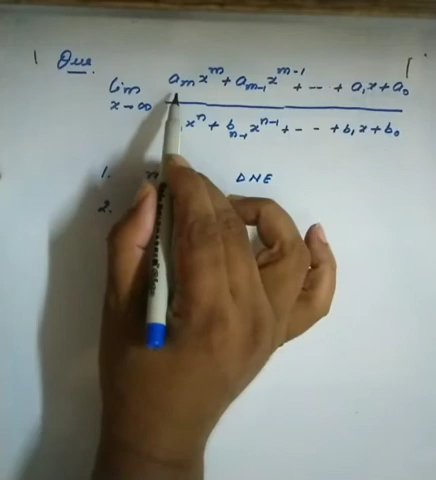 1 Que.
lim x→∞ a_m x^m + a_{m-1} x^{m-1} + -- + a_1 x + a_0
x^n + b_{n-1} x^{n-1} + -- + b_1 x + b_0
1. DNE
2.